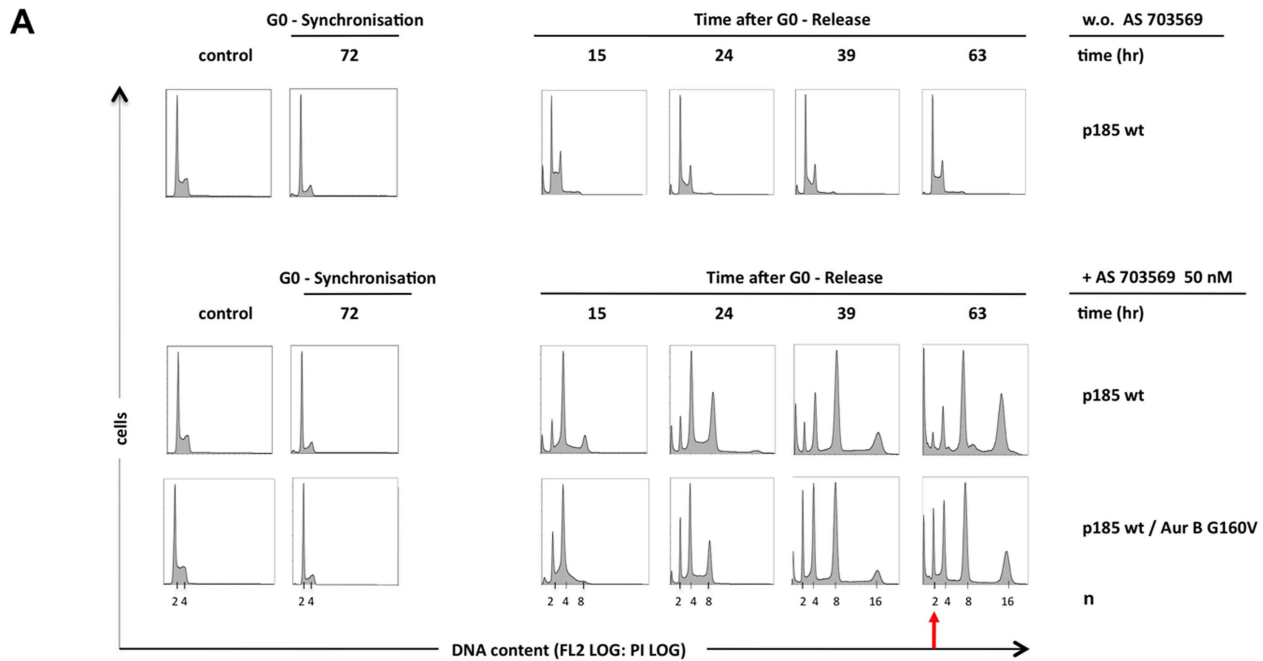 A
G0 - Synchronisation Time after G0 - Release w.o. AS 703569
control 72 15 24 39 63 time (hr)
p185 wt
G0 - Synchronisation Time after G0 - Release + AS 703569 50 nM
control 72 15 24 39 63 time (hr)
p185 wt
cells
p185 wt / Aur B G160V
2 4 2 4 2 4 8 2 4 8 2 4 8 16 2 4 8 16 n
DNA content (FL2 LOG: PI LOG)